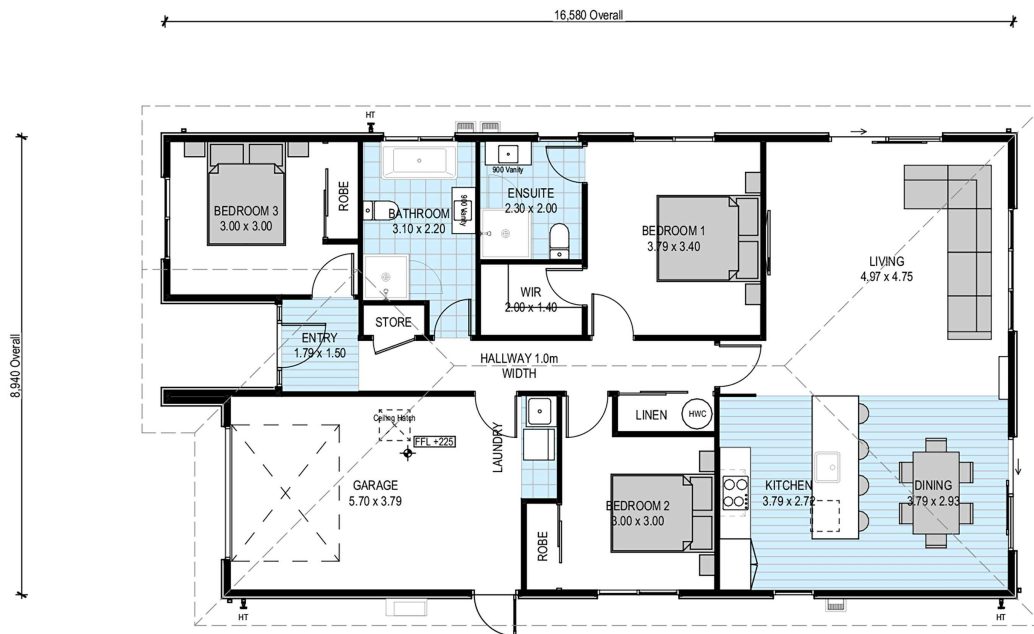 16,580 Overall
8,940 Overall
HT
900 Vanity
ENSUITE
2.30 x 2.00
BEDROOM 3
3.00 x 3.00
ROBE
BATHROOM
3.10 x 2.20
900 Vanity
BEDROOM 1
3.79 x 3.40
LIVING
4.97 x 4.75
WIR
2.00 x 1.40
STORE
ENTRY
1.79 x 1.50
HALLWAY 1.0m
WIDTH
Ceiling Hatch
FFL +225
LAUNDRY
LINEN
HWC
GARAGE
5.70 x 3.79
BEDROOM 2
3.00 x 3.00
ROBE
KITCHEN
3.79 x 2.72
DINING
3.79 x 2.93
HT
HT